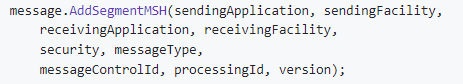 message.AddSegmentMSH(sendingApplication, sendingFacility,
receivingApplication, receivingFacility,
security, messageType,
messageControlId, processingId, version);